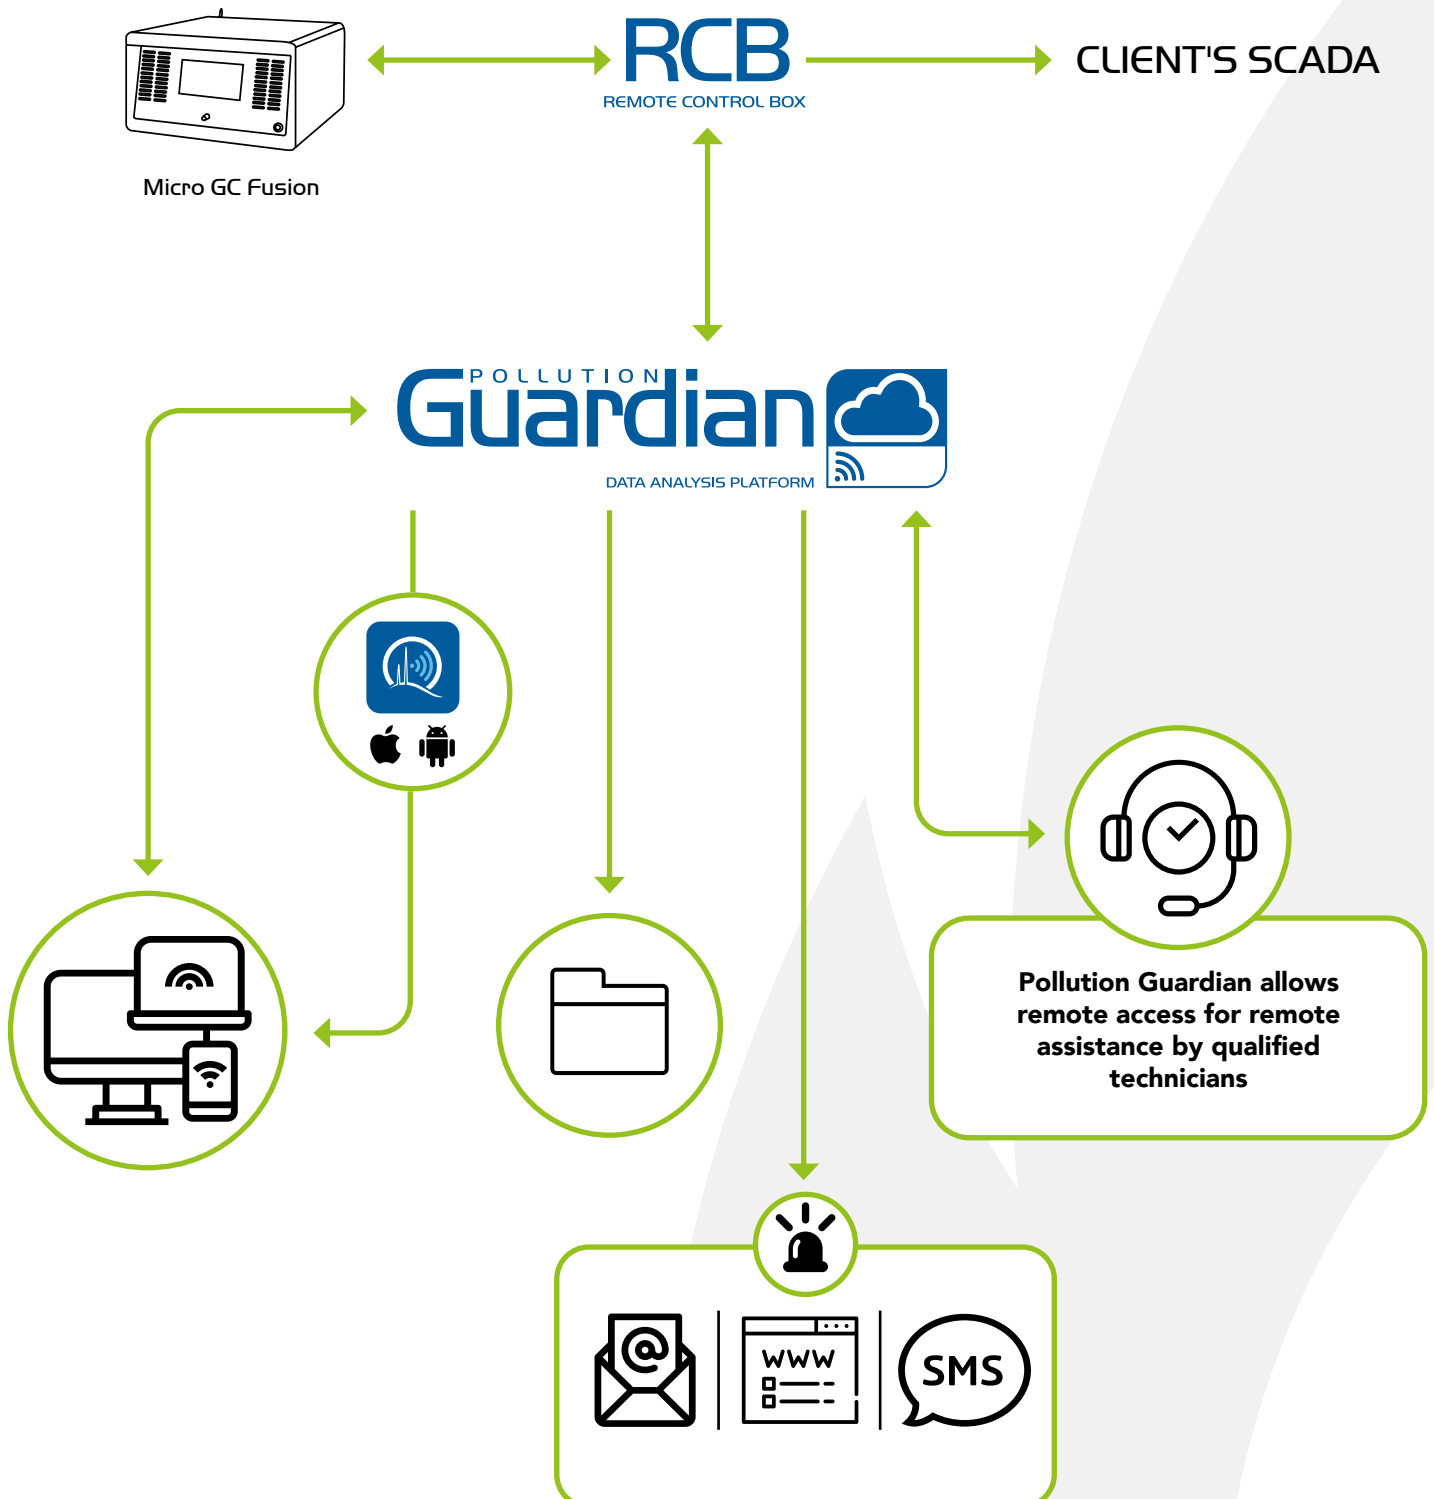 RCB
REMOTE CONTROL BOX
CLIENT'S SCADA
Micro GC Fusion
POLLUTION
Guardian
DATA ANALYSIS PLATFORM
Pollution Guardian allows
remote access for remote
assistance by qualified
technicians
@
WWW
SMS